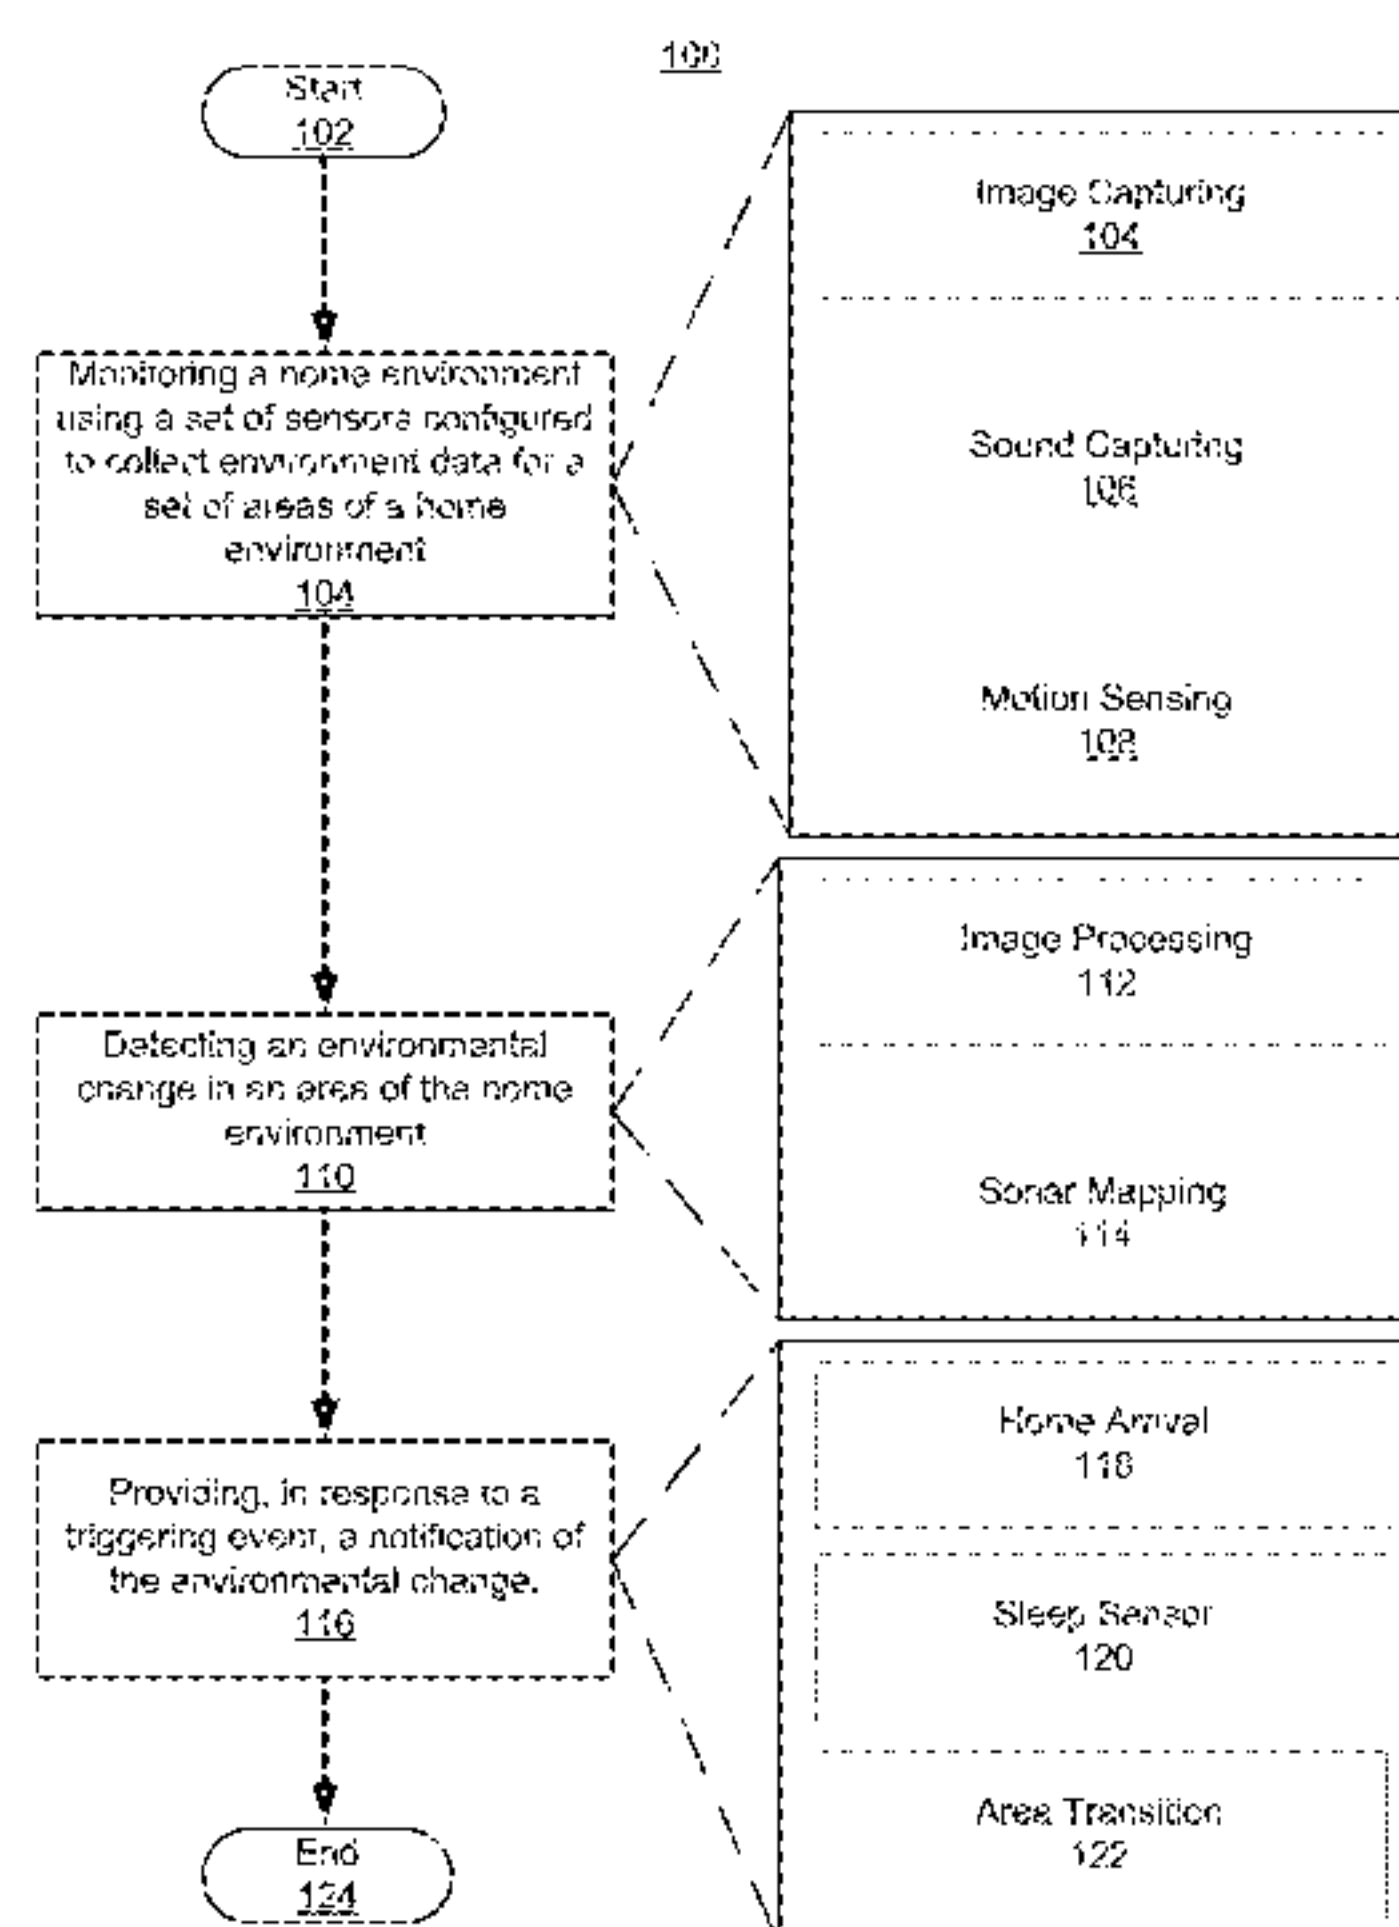 100
Start
102
Monitoring a home environment
using a set of sensors configured
to collect environment data for a
set of areas of a home
environment
104
Image Capturing
104
Sound Capturing
106
Motion Sensing
108
Detecting an environmental
change in an area of the home
environment
110
Image Processing
112
Sonar Mapping
114
Providing, in response to a
triggering event, a notification of
the environmental change.
116
Home Arrival
118
Sleep Sensor
120
Area Transition
122
End
124